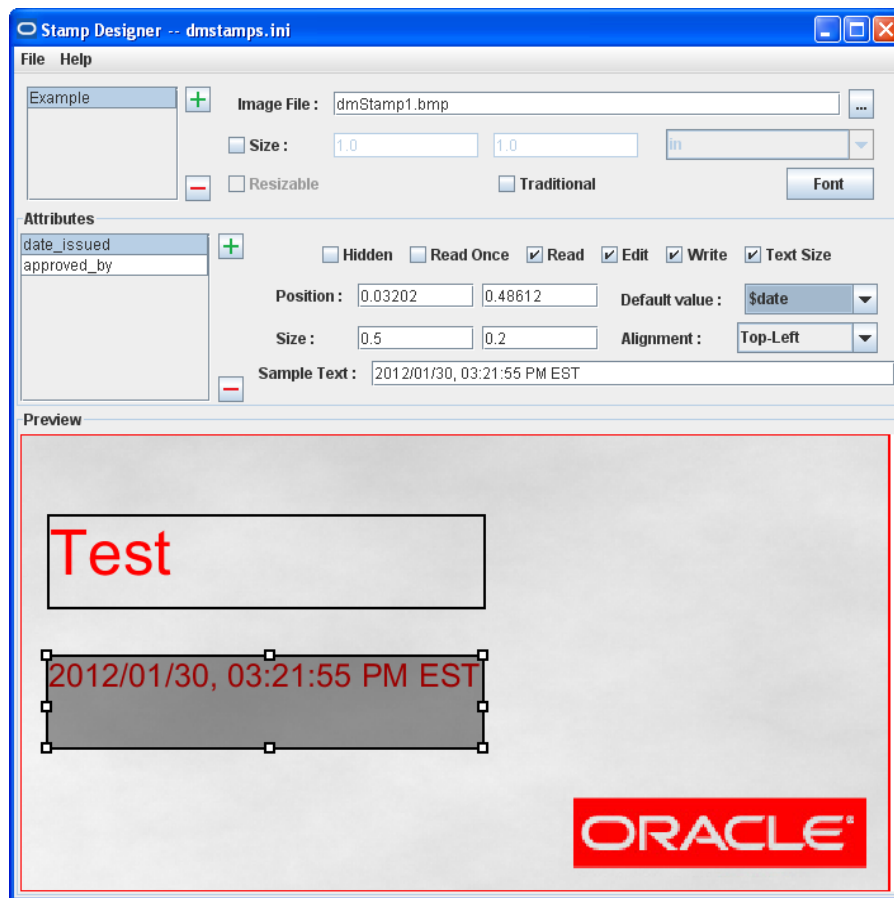 Stamp Designer -- dmstamps.ini
File Help
Example
Image File : dmStamp1.bmp ...
Size : 1.0 1.0 in
Resizable Traditional Font
Attributes
date_issued
approved_by
Hidden Read Once Read Edit Write Text Size
Position : 0.03202 0.48612 Default value : $date
Size : 0.5 0.2 Alignment : Top-Left
Sample Text : 2012/01/30, 03:21:55 PM EST
Preview
Test
2012/01/30, 03:21:55 PM EST
ORACLE